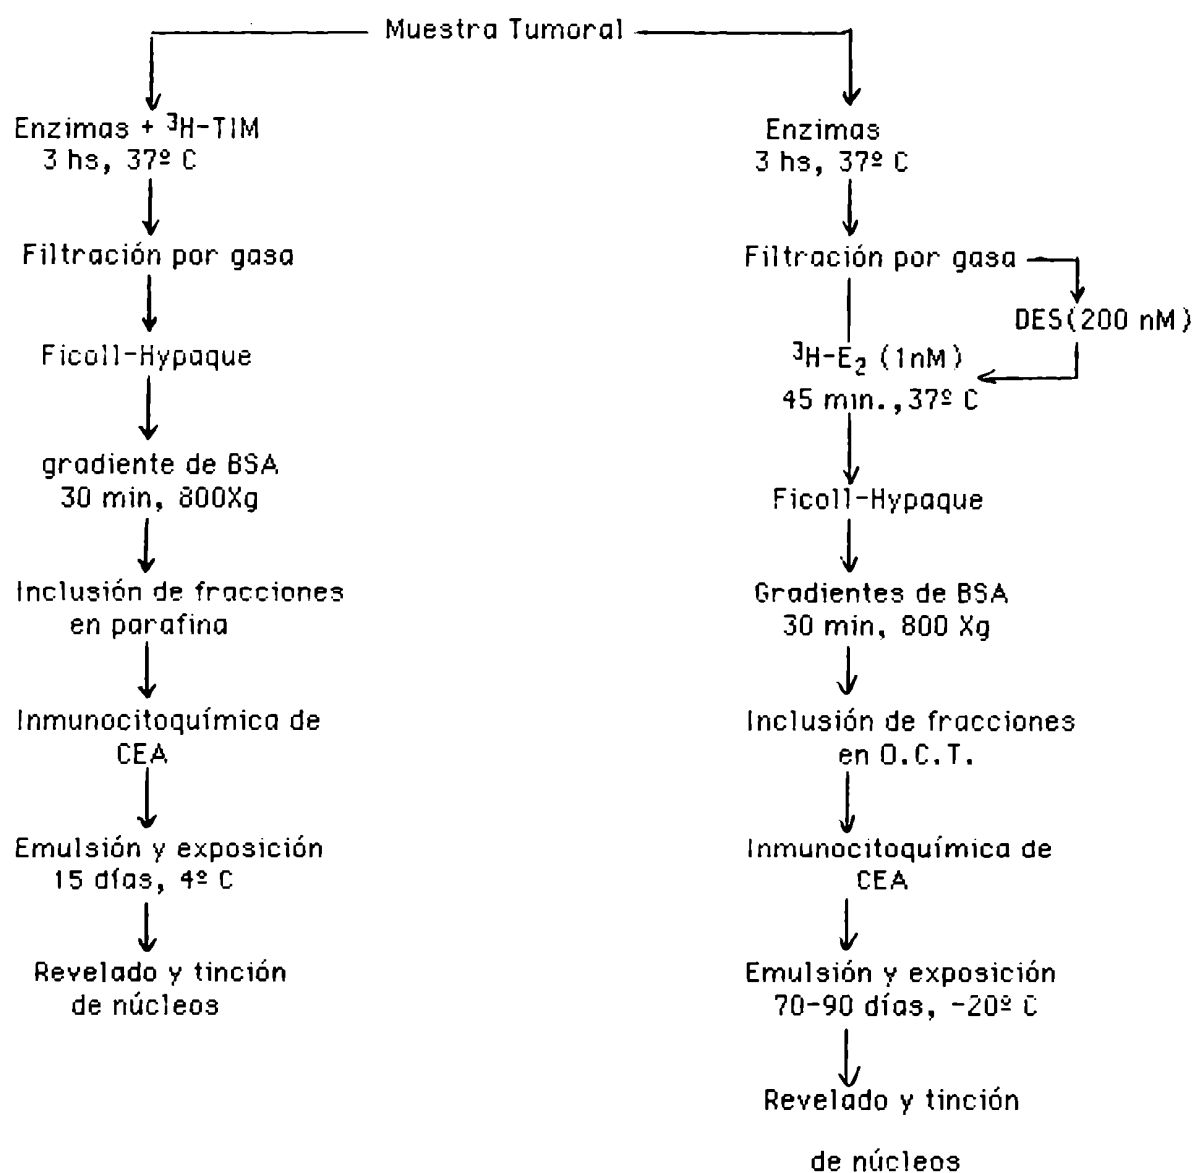 Muestra Tumoral
Enzimas + ³H-TIM
3 hs, 37º C
Filtración por gasa
Ficoll-Hypaque
gradiente de BSA
30 min, 800Xg
Inclusión de fracciones
en parafina
Inmunocitoquímica de
CEA
Emulsión y exposición
15 días, 4º C
Revelado y tinción
de núcleos
Enzimas
3 hs, 37º C
Filtración por gasa
DES(200 nM)
³H-E₂ (1nM)
45 min.,37º C
Ficoll-Hypaque
Gradientes de BSA
30 min, 800 Xg
Inclusión de fracciones
en O.C.T.
Inmunocitoquímica de
CEA
Emulsión y exposición
70-90 días, -20º C
Revelado y tinción
de núcleos